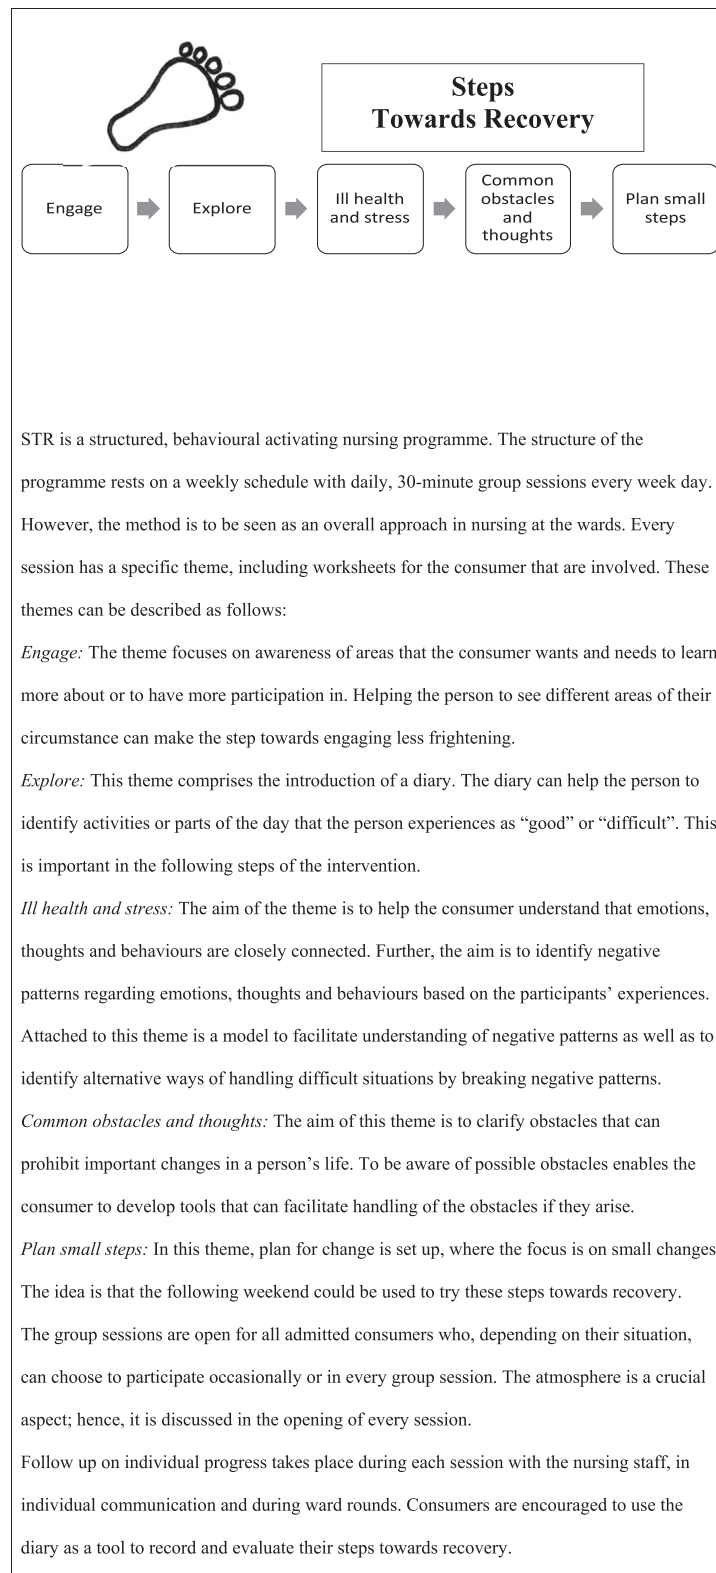 Steps
Towards Recovery
Engage
Explore
Ill health
and stress
Common
obstacles
and
thoughts
Plan small
steps
STR is a structured, behavioural activating nursing programme. The structure of the
programme rests on a weekly schedule with daily, 30-minute group sessions every week day.
However, the method is to be seen as an overall approach in nursing at the wards. Every
session has a specific theme, including worksheets for the consumer that are involved. These
themes can be described as follows:
Engage: The theme focuses on awareness of areas that the consumer wants and needs to learn
more about or to have more participation in. Helping the person to see different areas of their
circumstance can make the step towards engaging less frightening.
Explore: This theme comprises the introduction of a diary. The diary can help the person to
identify activities or parts of the day that the person experiences as “good” or “difficult”. This
is important in the following steps of the intervention.
Ill health and stress: The aim of the theme is to help the consumer understand that emotions,
thoughts and behaviours are closely connected. Further, the aim is to identify negative
patterns regarding emotions, thoughts and behaviours based on the participants’ experiences.
Attached to this theme is a model to facilitate understanding of negative patterns as well as to
identify alternative ways of handling difficult situations by breaking negative patterns.
Common obstacles and thoughts: The aim of this theme is to clarify obstacles that can
prohibit important changes in a person’s life. To be aware of possible obstacles enables the
consumer to develop tools that can facilitate handling of the obstacles if they arise.
Plan small steps: In this theme, plan for change is set up, where the focus is on small changes
The idea is that the following weekend could be used to try these steps towards recovery.
The group sessions are open for all admitted consumers who, depending on their situation,
can choose to participate occasionally or in every group session. The atmosphere is a crucial
aspect; hence, it is discussed in the opening of every session.
Follow up on individual progress takes place during each session with the nursing staff, in
individual communication and during ward rounds. Consumers are encouraged to use the
diary as a tool to record and evaluate their steps towards recovery.